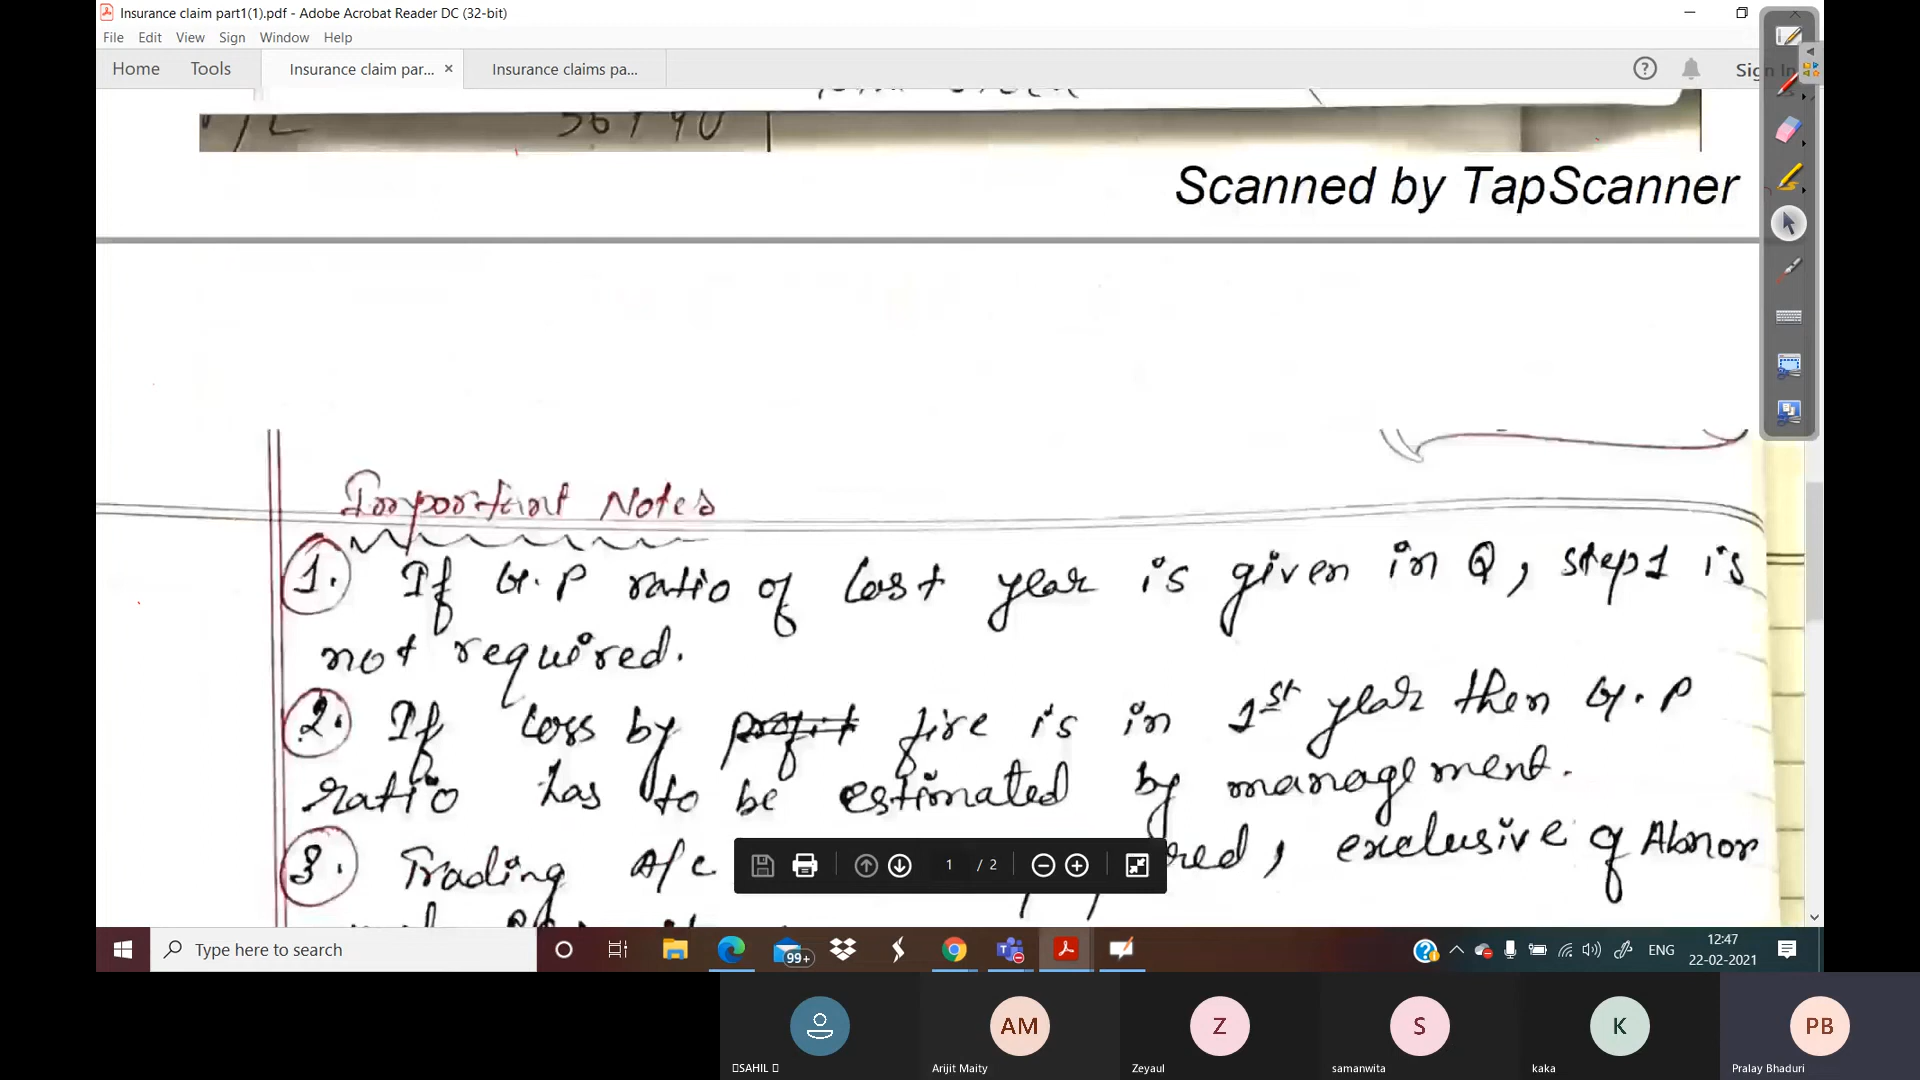 Insurance claim part1(1).pdf - Adobe Acrobat Reader DC (32-bit)
File Edit View Sign Window Help
Home Tools Insurance claim par... × Insurance claims pa... Sign In
P/L 36740
Scanned by TapScanner
Important Notes
1. If G.P ratio of last year is given in Q, step1 is
not required.
2. If loss by fire is in 1st year then G.P
ratio has to be estimated by management.
3. Trading A/c red, exclusive of Abnor
1 / 2
Type here to search
99+
ENG
12:47
22-02-2021
AM Z S K PB
SAHIL Arijit Maity Zeyaul samanwita kaka Pralay Bhaduri